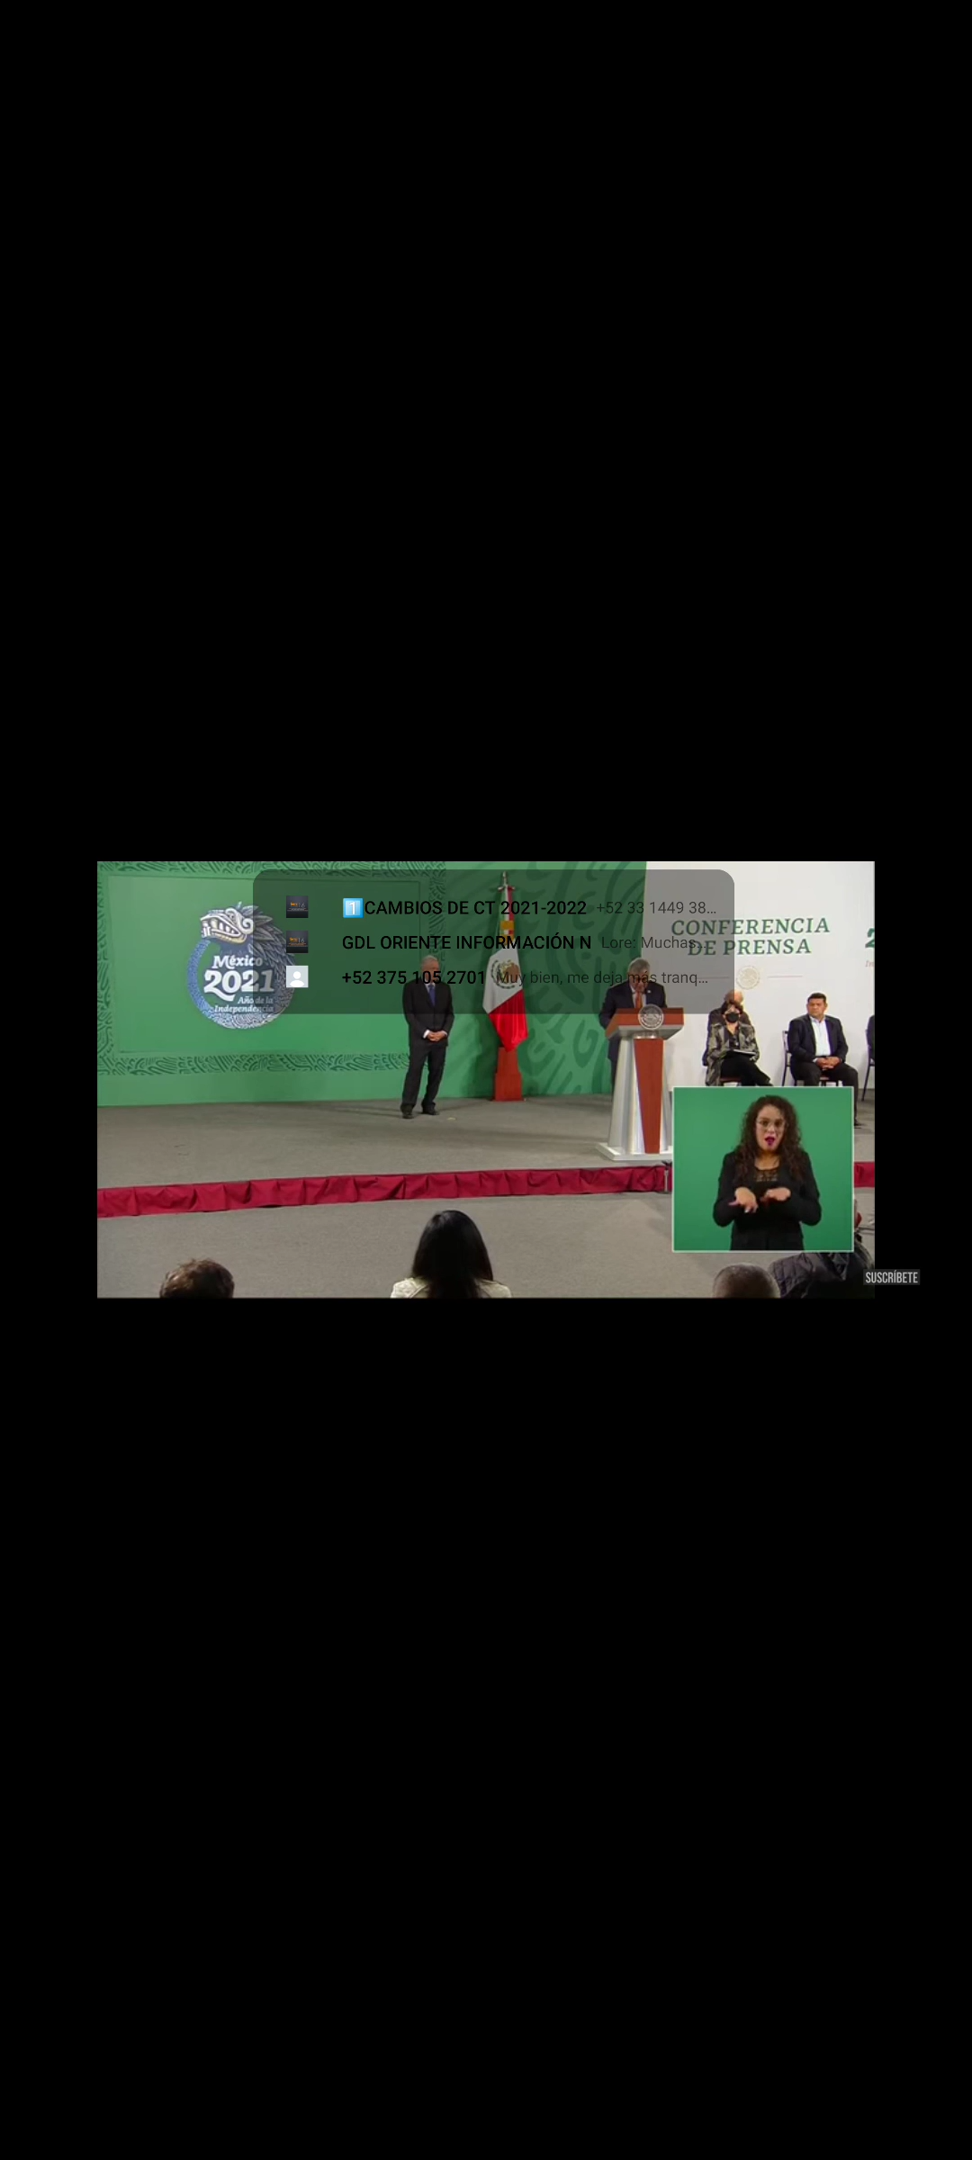 1 CAMBIOS DE CT 2021-2022 +52 33 1449 38...
GDL ORIENTE INFORMACIÓN N Lore: Muchas...
+52 375 105 2701 Muy bien, me deja más tranq...
México
2021
Año de la
Independencia
CONFERENCIA
DE PRENSA
SUSCRÍBETE